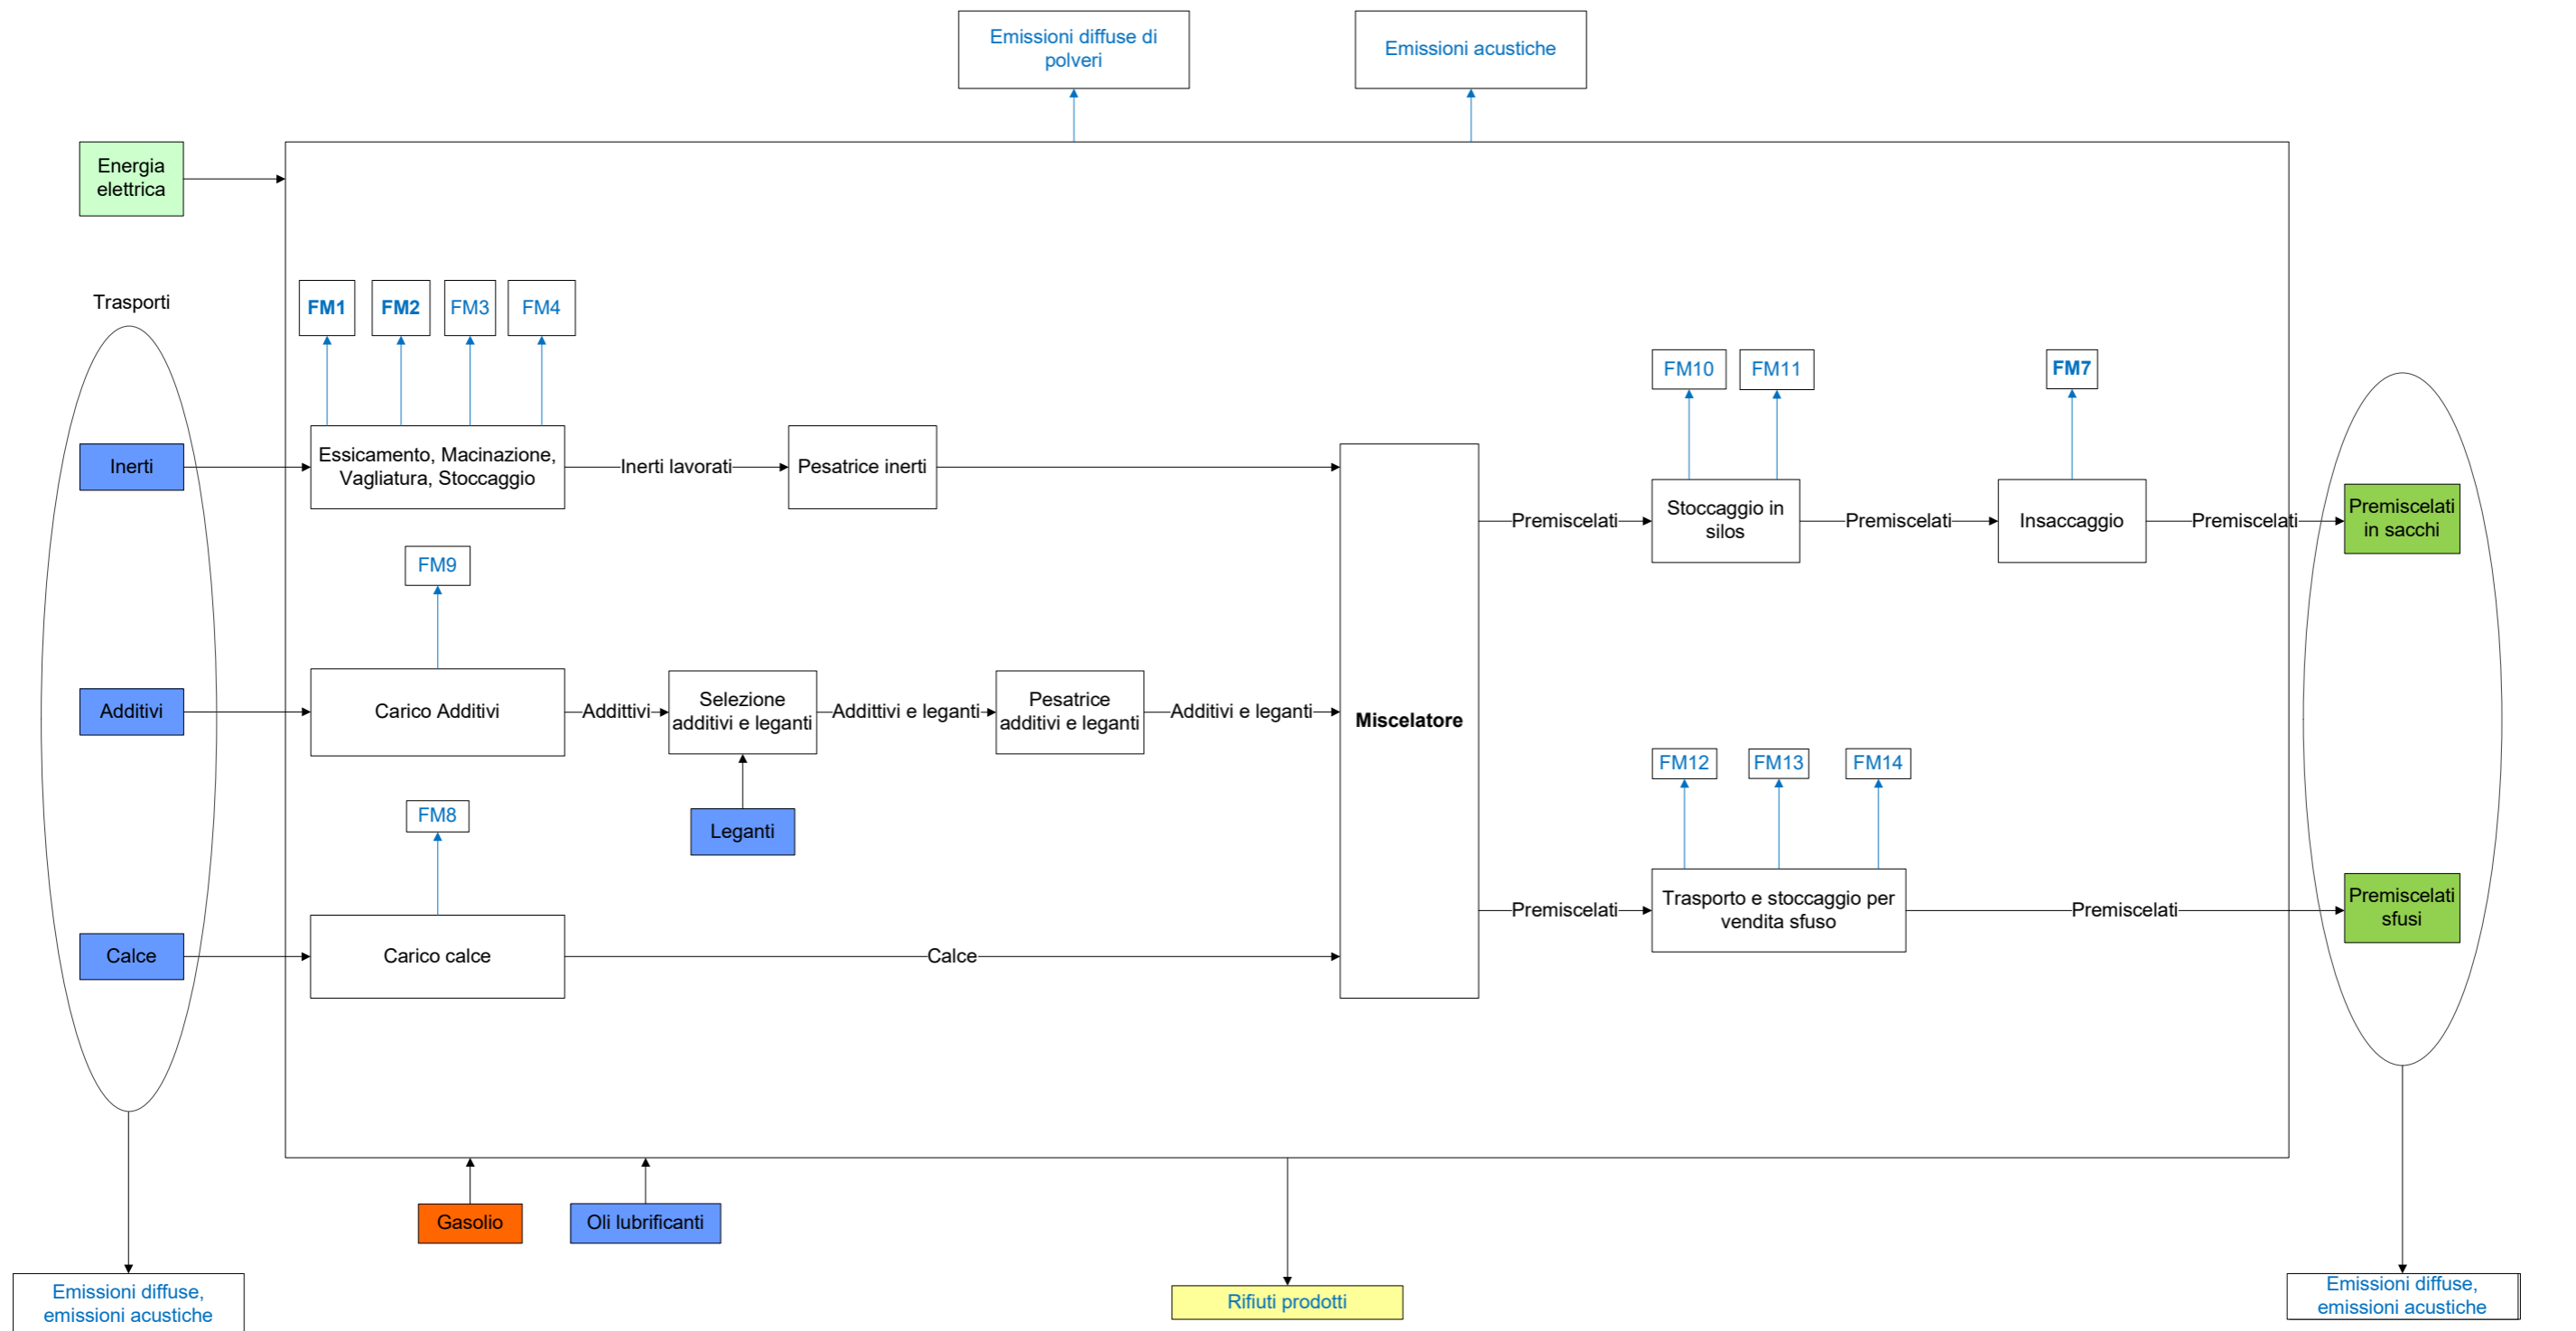 Emissioni diffuse di
polveri
Emissioni acustiche
Energia
elettrica
Trasporti
FM1
FM2
FM3
FM4
FM10
FM11
FM7
Inerti
Essicamento, Macinazione,
Vagliatura, Stoccaggio
Inerti lavorati
Pesatrice inerti
Premiscelati
Stoccaggio in
silos
Premiscelati
Insaccaggio
Premiscelati
Premiscelati
in sacchi
FM9
Additivi
Carico Additivi
Addittivi
Selezione
additivi e leganti
Addittivi e leganti
Pesatrice
additivi e leganti
Additivi e leganti
Miscelatore
FM12
FM13
FM14
FM8
Leganti
Premiscelati
Trasporto e stoccaggio per
vendita sfuso
Premiscelati
Premiscelati
sfusi
Calce
Carico calce
Calce
Gasolio
Oli lubrificanti
Emissioni diffuse,
emissioni acustiche
Rifiuti prodotti
Emissioni diffuse,
emissioni acustiche